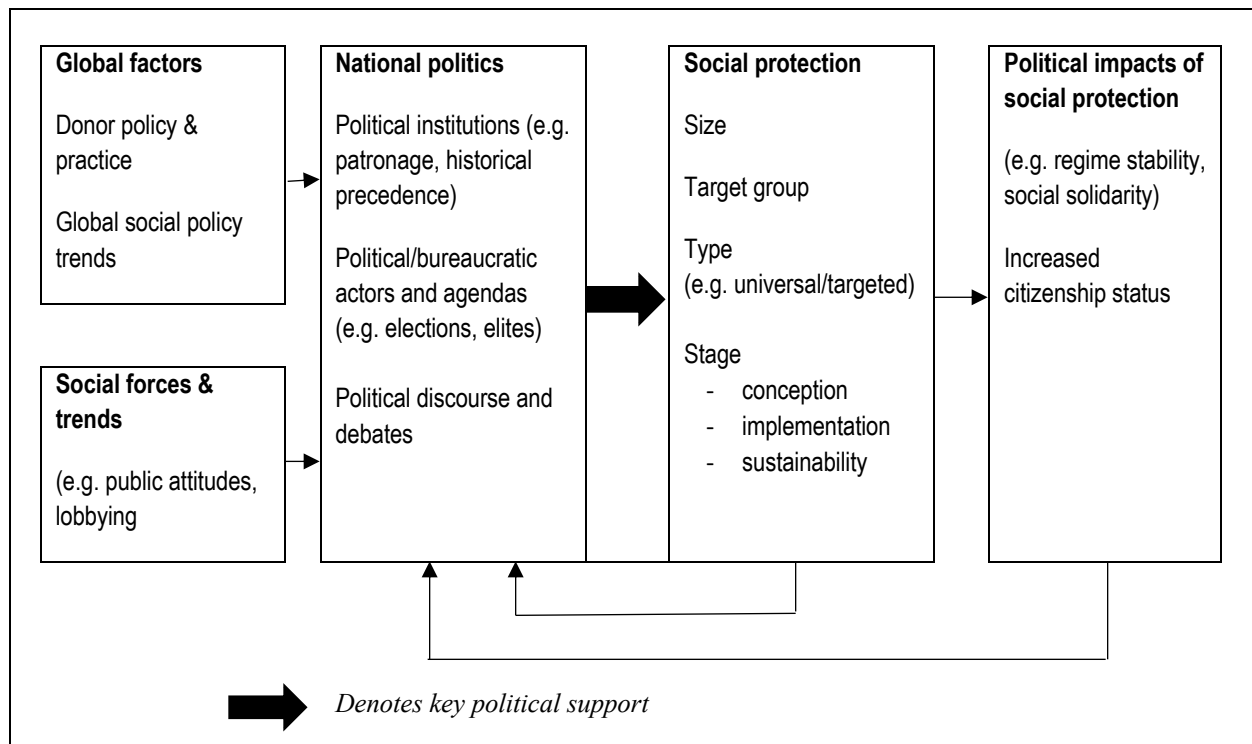 Global factors
Donor policy &
practice
Global social policy
trends
Social forces &
trends
(e.g. public attitudes,
lobbying
National politics
Political institutions (e.g.
patronage, historical
precedence)
Political/bureaucratic
actors and agendas
(e.g. elections, elites)
Political discourse and
debates
Social protection
Size
Target group
Type
(e.g. universal/targeted)
Stage
- conception
- implementation
- sustainability
Political impacts of
social protection
(e.g. regime stability,
social solidarity)
Increased
citizenship status
Denotes key political support